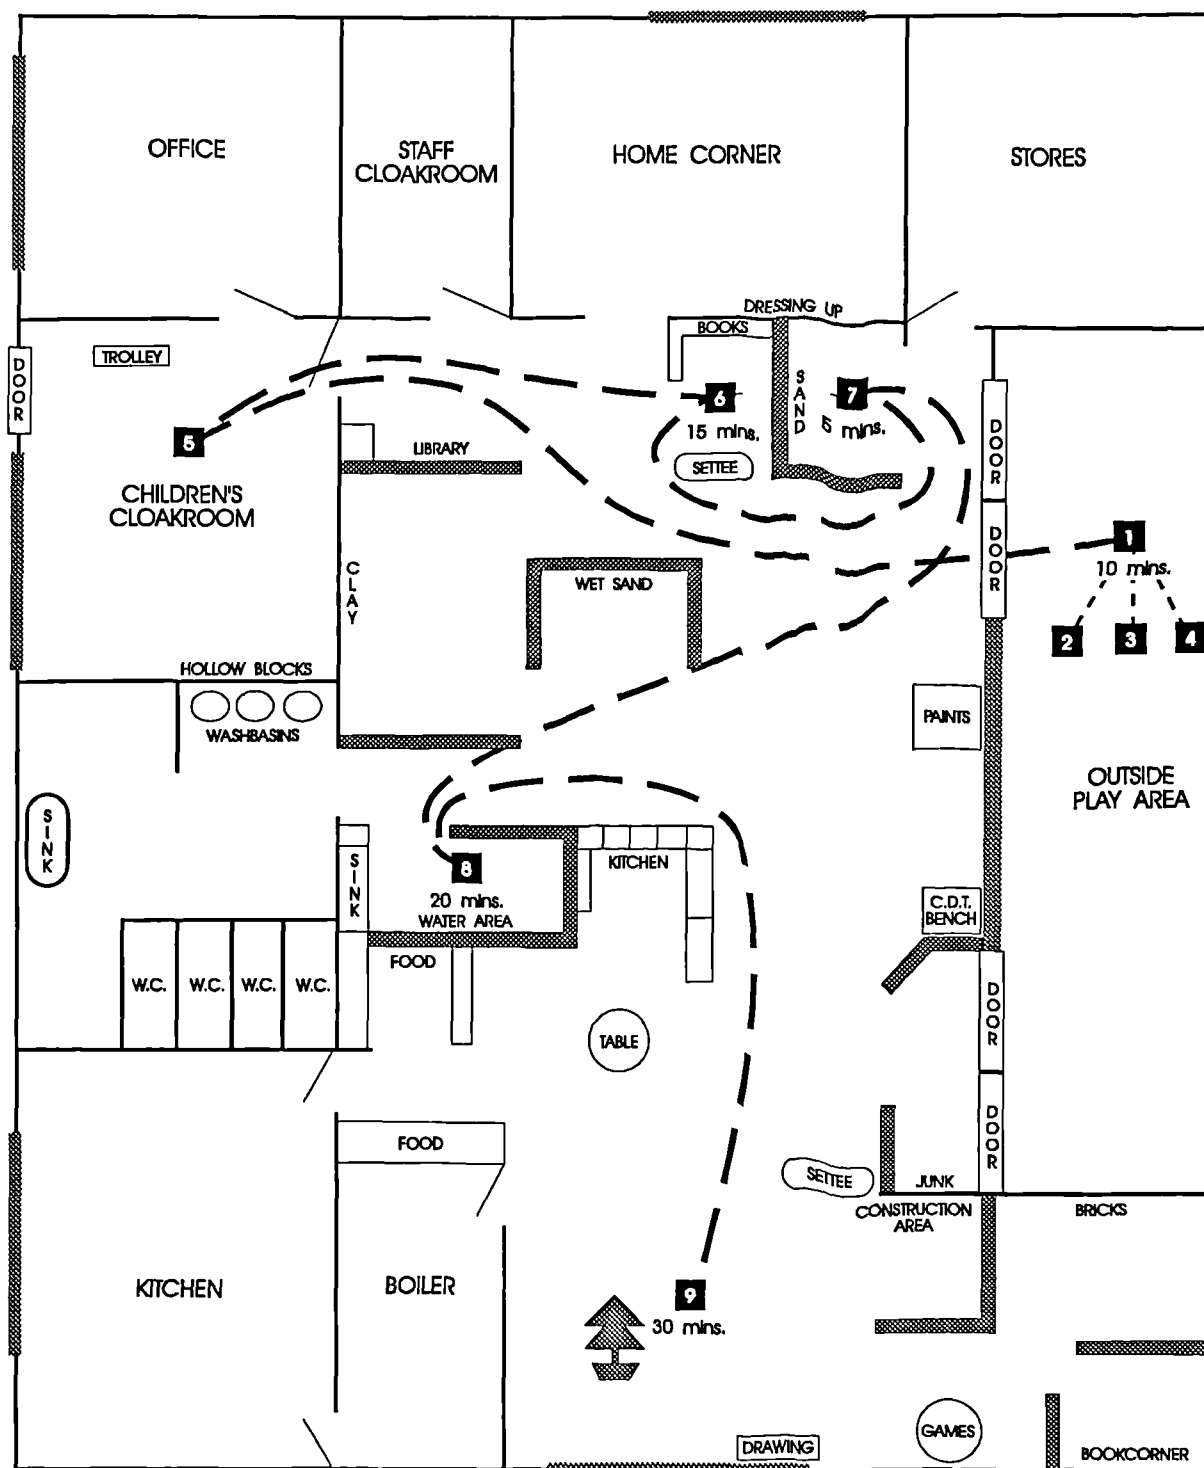 OFFICE
STAFF
CLOAKROOM
HOME CORNER
STORES
DRESSING UP
BOOKS
TROLLEY
DOOR
5
6
15 mins.
SETTEE
SAND
7
5 mins.
DOOR
DOOR
LIBRARY
CHILDREN'S
CLOAKROOM
CLAY
WET SAND
1
10 mins.
2
3
4
HOLLOW BLOCKS
WASHBASINS
PAINTS
OUTSIDE
PLAY AREA
SINK
SINK
8
20 mins.
WATER AREA
KITCHEN
C.D.T.
BENCH
FOOD
W.C.
W.C.
W.C.
W.C.
TABLE
DOOR
DOOR
FOOD
SETTEE
JUNK
CONSTRUCTION
AREA
BRICKS
KITCHEN
BOILER
9
30 mins.
GAMES
DRAWING
BOOKCORNER